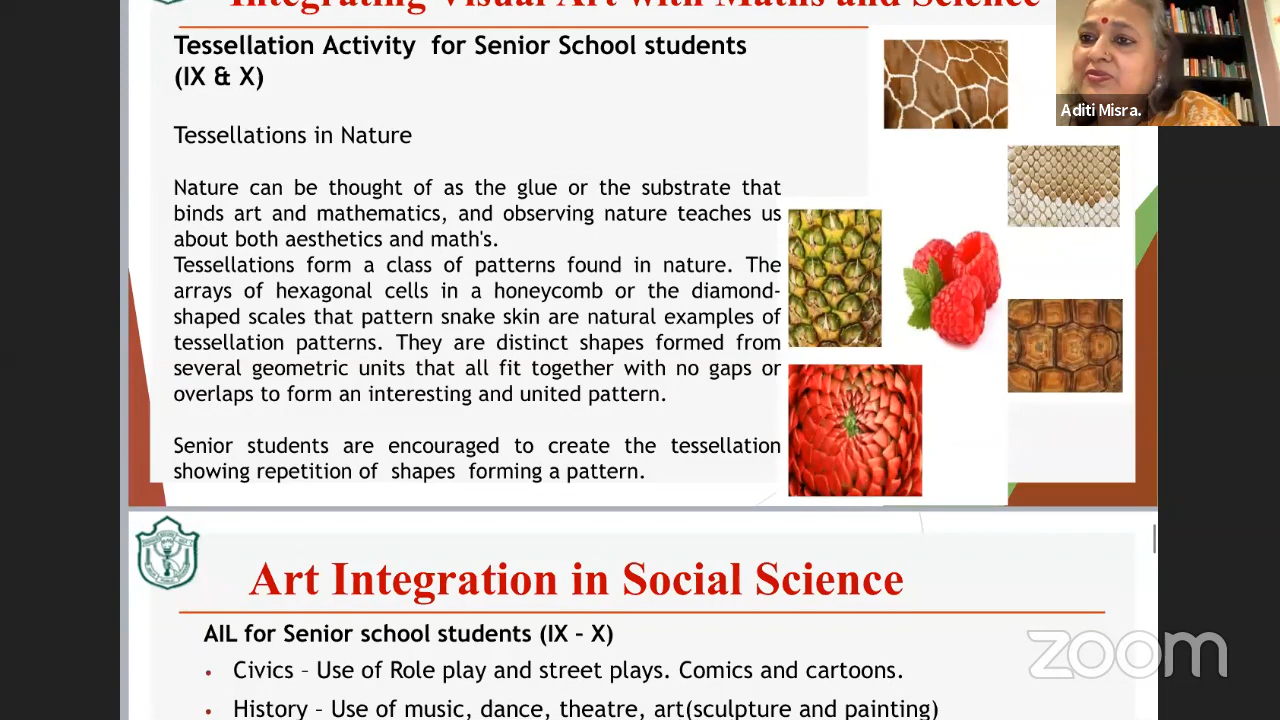 Integrating Visual Art with Maths and Science
Tessellation Activity for Senior School students
(IX & X)
Tessellations in Nature
Nature can be thought of as the glue or the substrate that
binds art and mathematics, and observing nature teaches us
about both aesthetics and math's.
Tessellations form a class of patterns found in nature. The
arrays of hexagonal cells in a honeycomb or the diamond-
shaped scales that pattern snake skin are natural examples of
tessellation patterns. They are distinct shapes formed from
several geometric units that all fit together with no gaps or
overlaps to form an interesting and united pattern.
Senior students are encouraged to create the tessellation
showing repetition of shapes forming a pattern.
Aditi Misra.
Art Integration in Social Science
AIL for Senior school students (IX – X)
• Civics – Use of Role play and street plays. Comics and cartoons.
• History – Use of music, dance, theatre, art(sculpture and painting)
zoom